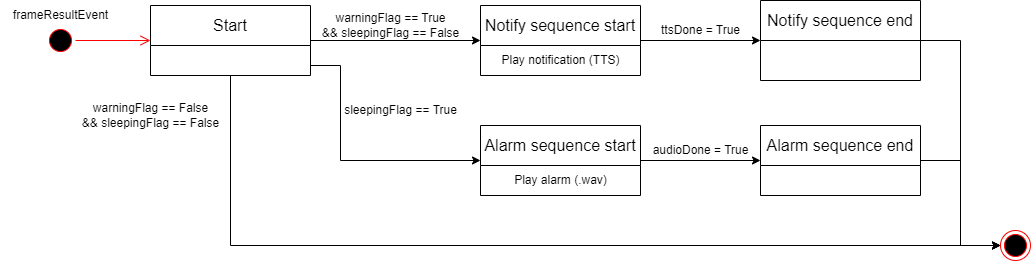 frameResultEvent
Start
warningFlag == True
&& sleepingFlag == False
Notify sequence start
Play notification (TTS)
ttsDone = True
Notify sequence end
warningFlag == False
&& sleepingFlag == False
sleepingFlag == True
Alarm sequence start
Play alarm (.wav)
audioDone = True
Alarm sequence end